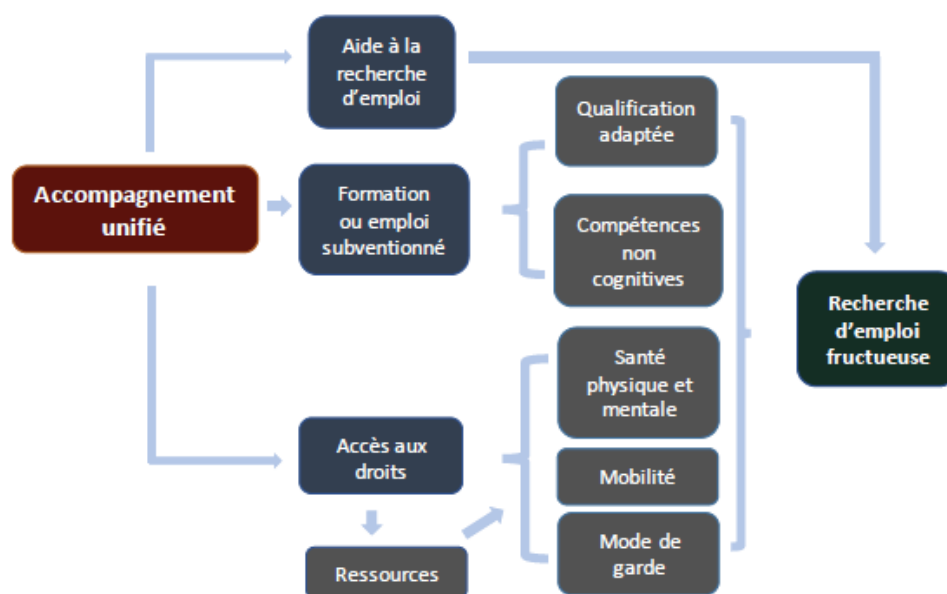 Aide à la
recherche
d'emploi
Qualification
adaptée
Accompagnement
unifié
Formation
ou emploi
subventionné
Compétences
non
cognitives
Recherche
d'emploi
fructueuse
Santé
physique et
mentale
Accès aux
droits
Mobilité
Mode de
garde
Ressources